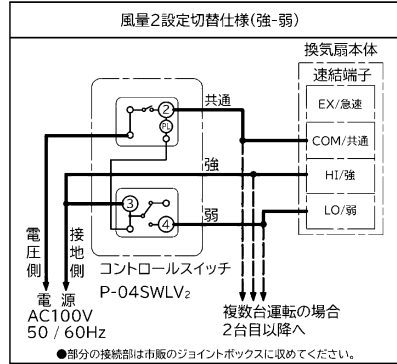 風量2設定切替仕様(強-弱)
換気扇本体
速結端子
EX/急速
COM/共通
HI/強
LO/弱
共通
強
弱
②
PL
③
④
コントロールスイッチ
P-04SWLV₂
電圧側
接地側
電源
AC100V
50 / 60Hz
複数台運転の場合
2台目以降へ
●部分の接続部は市販のジョイントボックスに収めてください。